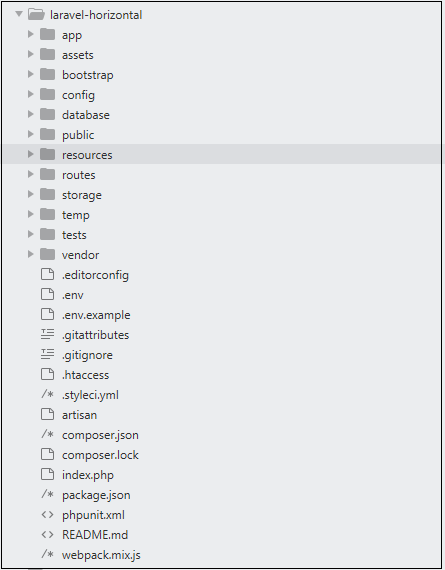 laravel-horizontal
app
assets
bootstrap
config
database
public
resources
routes
storage
temp
tests
vendor
.editorconfig
.env
.env.example
.gitattributes
.gitignore
.htaccess
/* .styleci.yml
artisan
/* composer.json
composer.lock
index.php
/* package.json
<> phpunit.xml
<> README.md
/* webpack.mix.js